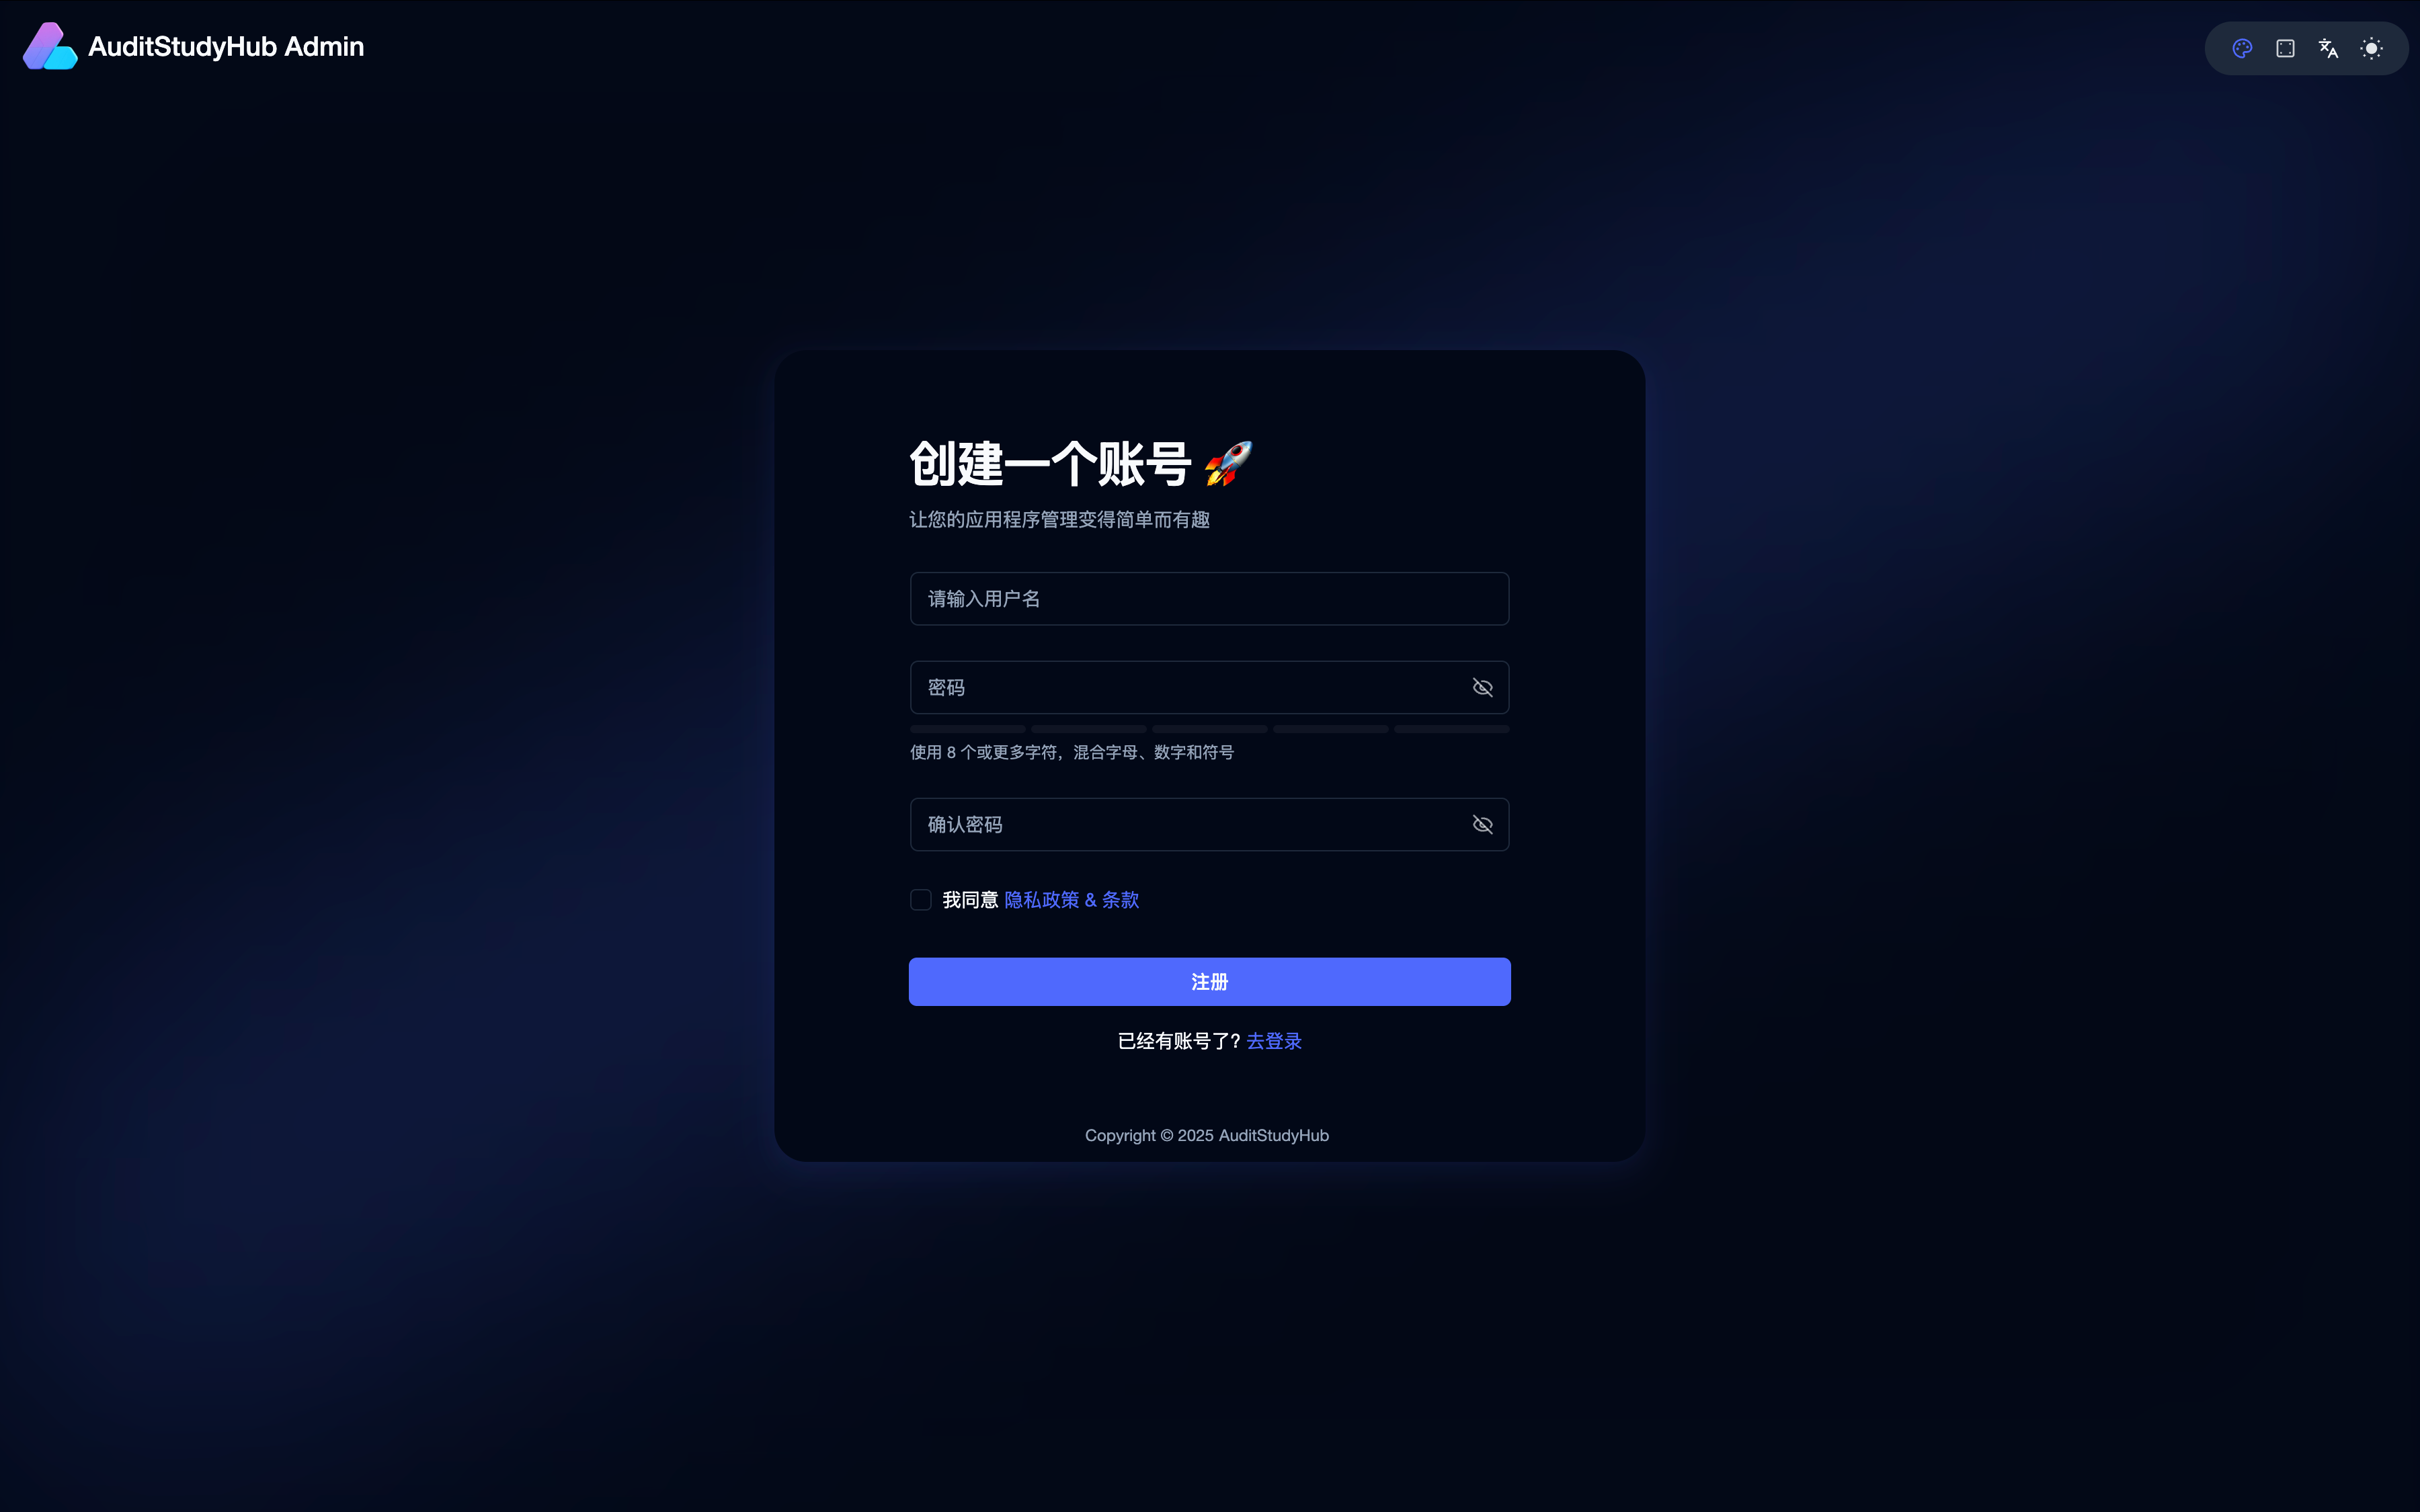 AuditStudyHub Admin
创建一个账号 🚀
让您的应用程序管理变得简单而有趣
请输入用户名
密码
使用 8 个或更多字符，混合字母、数字和符号
确认密码
我同意 隐私政策 & 条款
注册
已经有账号了? 去登录
Copyright © 2025 AuditStudyHub